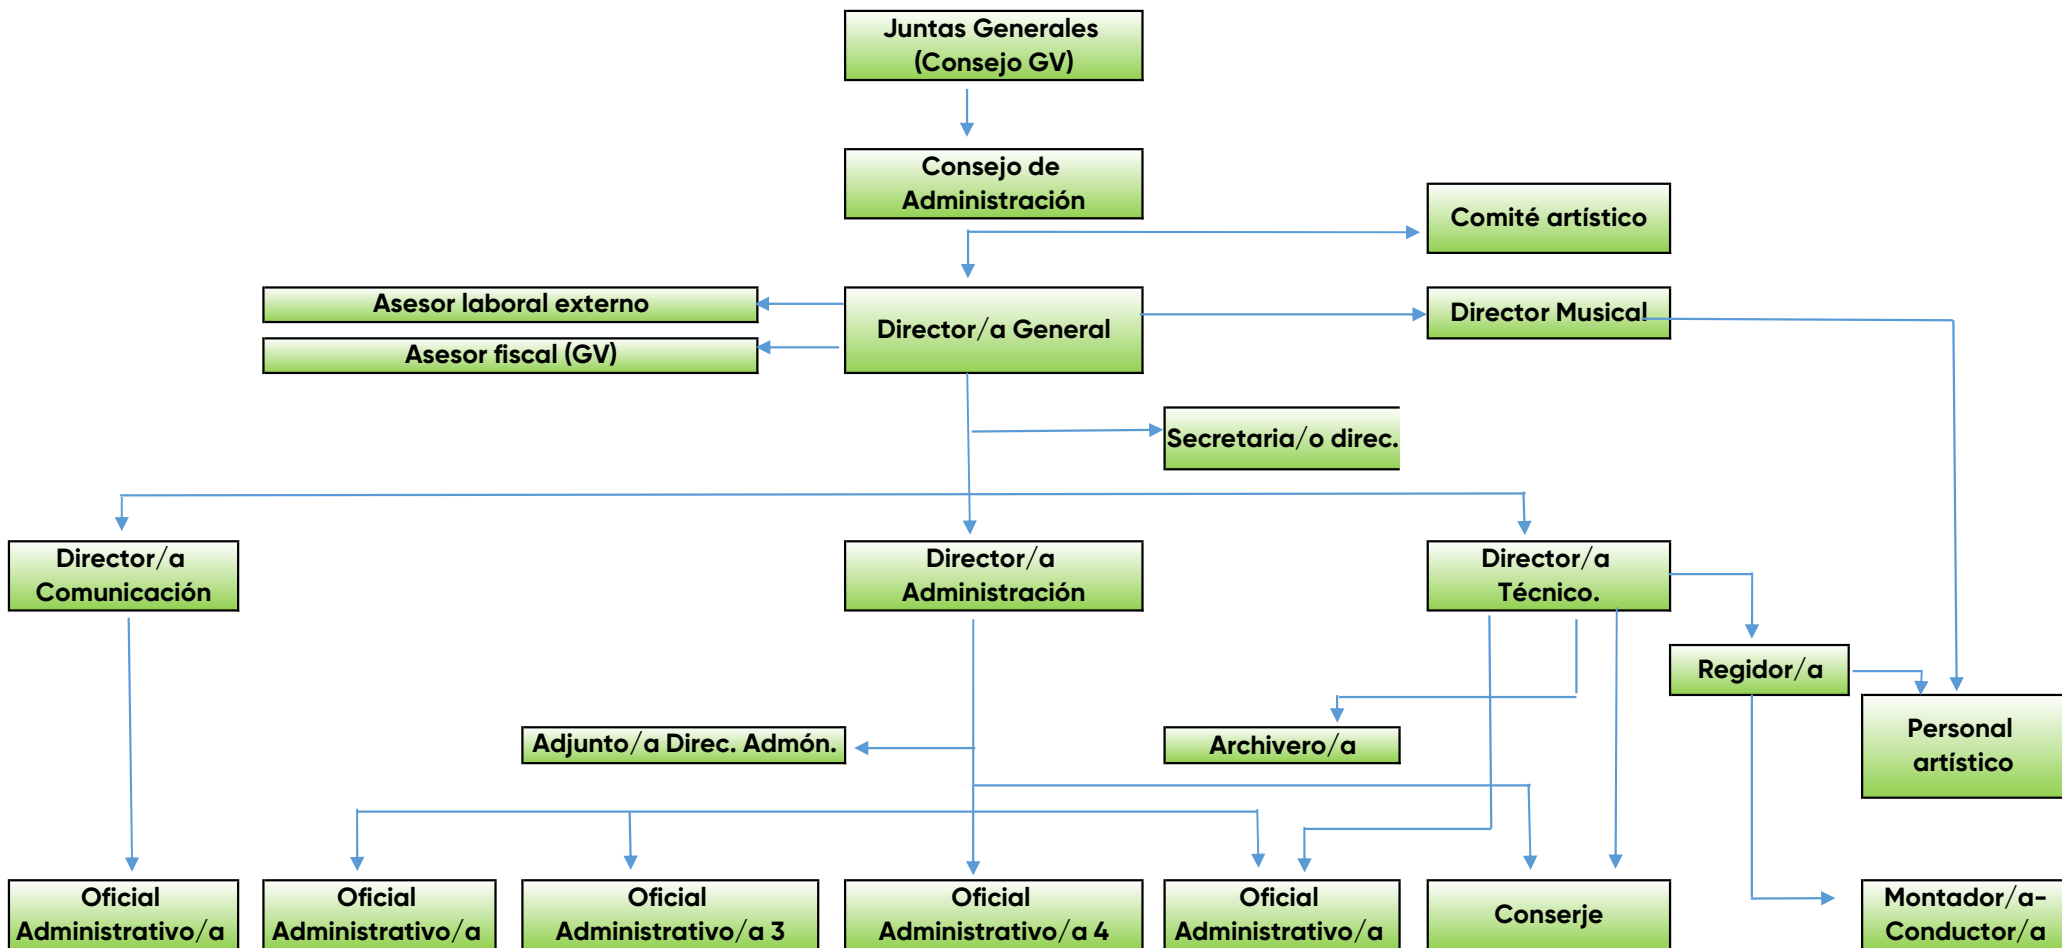 Juntas Generales
(Consejo GV)
Consejo de
Administración
Comité artístico
Asesor laboral externo
Director/a General
Director Musical
Asesor fiscal (GV)
Secretaria/o direc.
Director/a
Comunicación
Director/a
Administración
Director/a
Técnico.
Regidor/a
Personal
artístico
Adjunto/a Direc. Admón.
Archivero/a
Oficial
Administrativo/a
Oficial
Administrativo/a
Oficial
Administrativo/a 3
Oficial
Administrativo/a 4
Oficial
Administrativo/a
Conserje
Montador/a-
Conductor/a